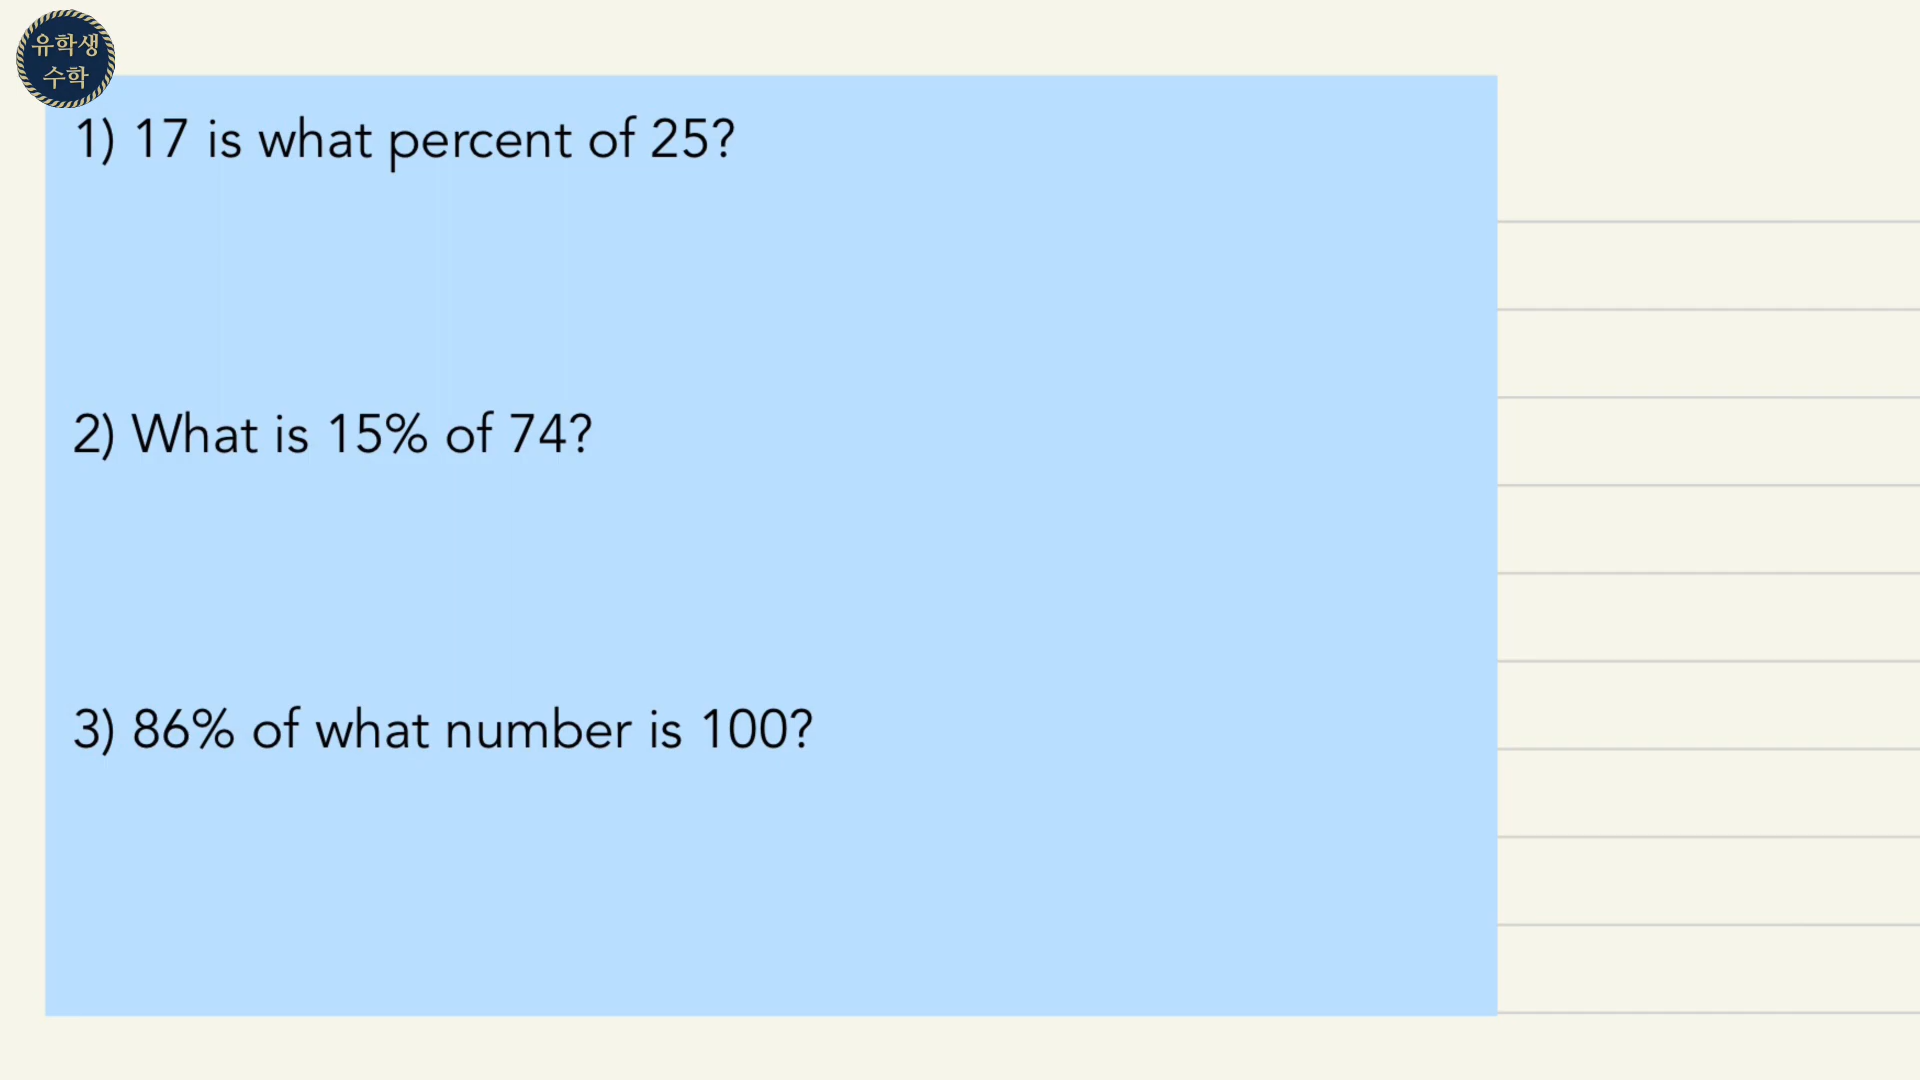 유학생
수학
1) 17 is what percent of 25?
2) What is 15% of 74?
3) 86% of what number is 100?